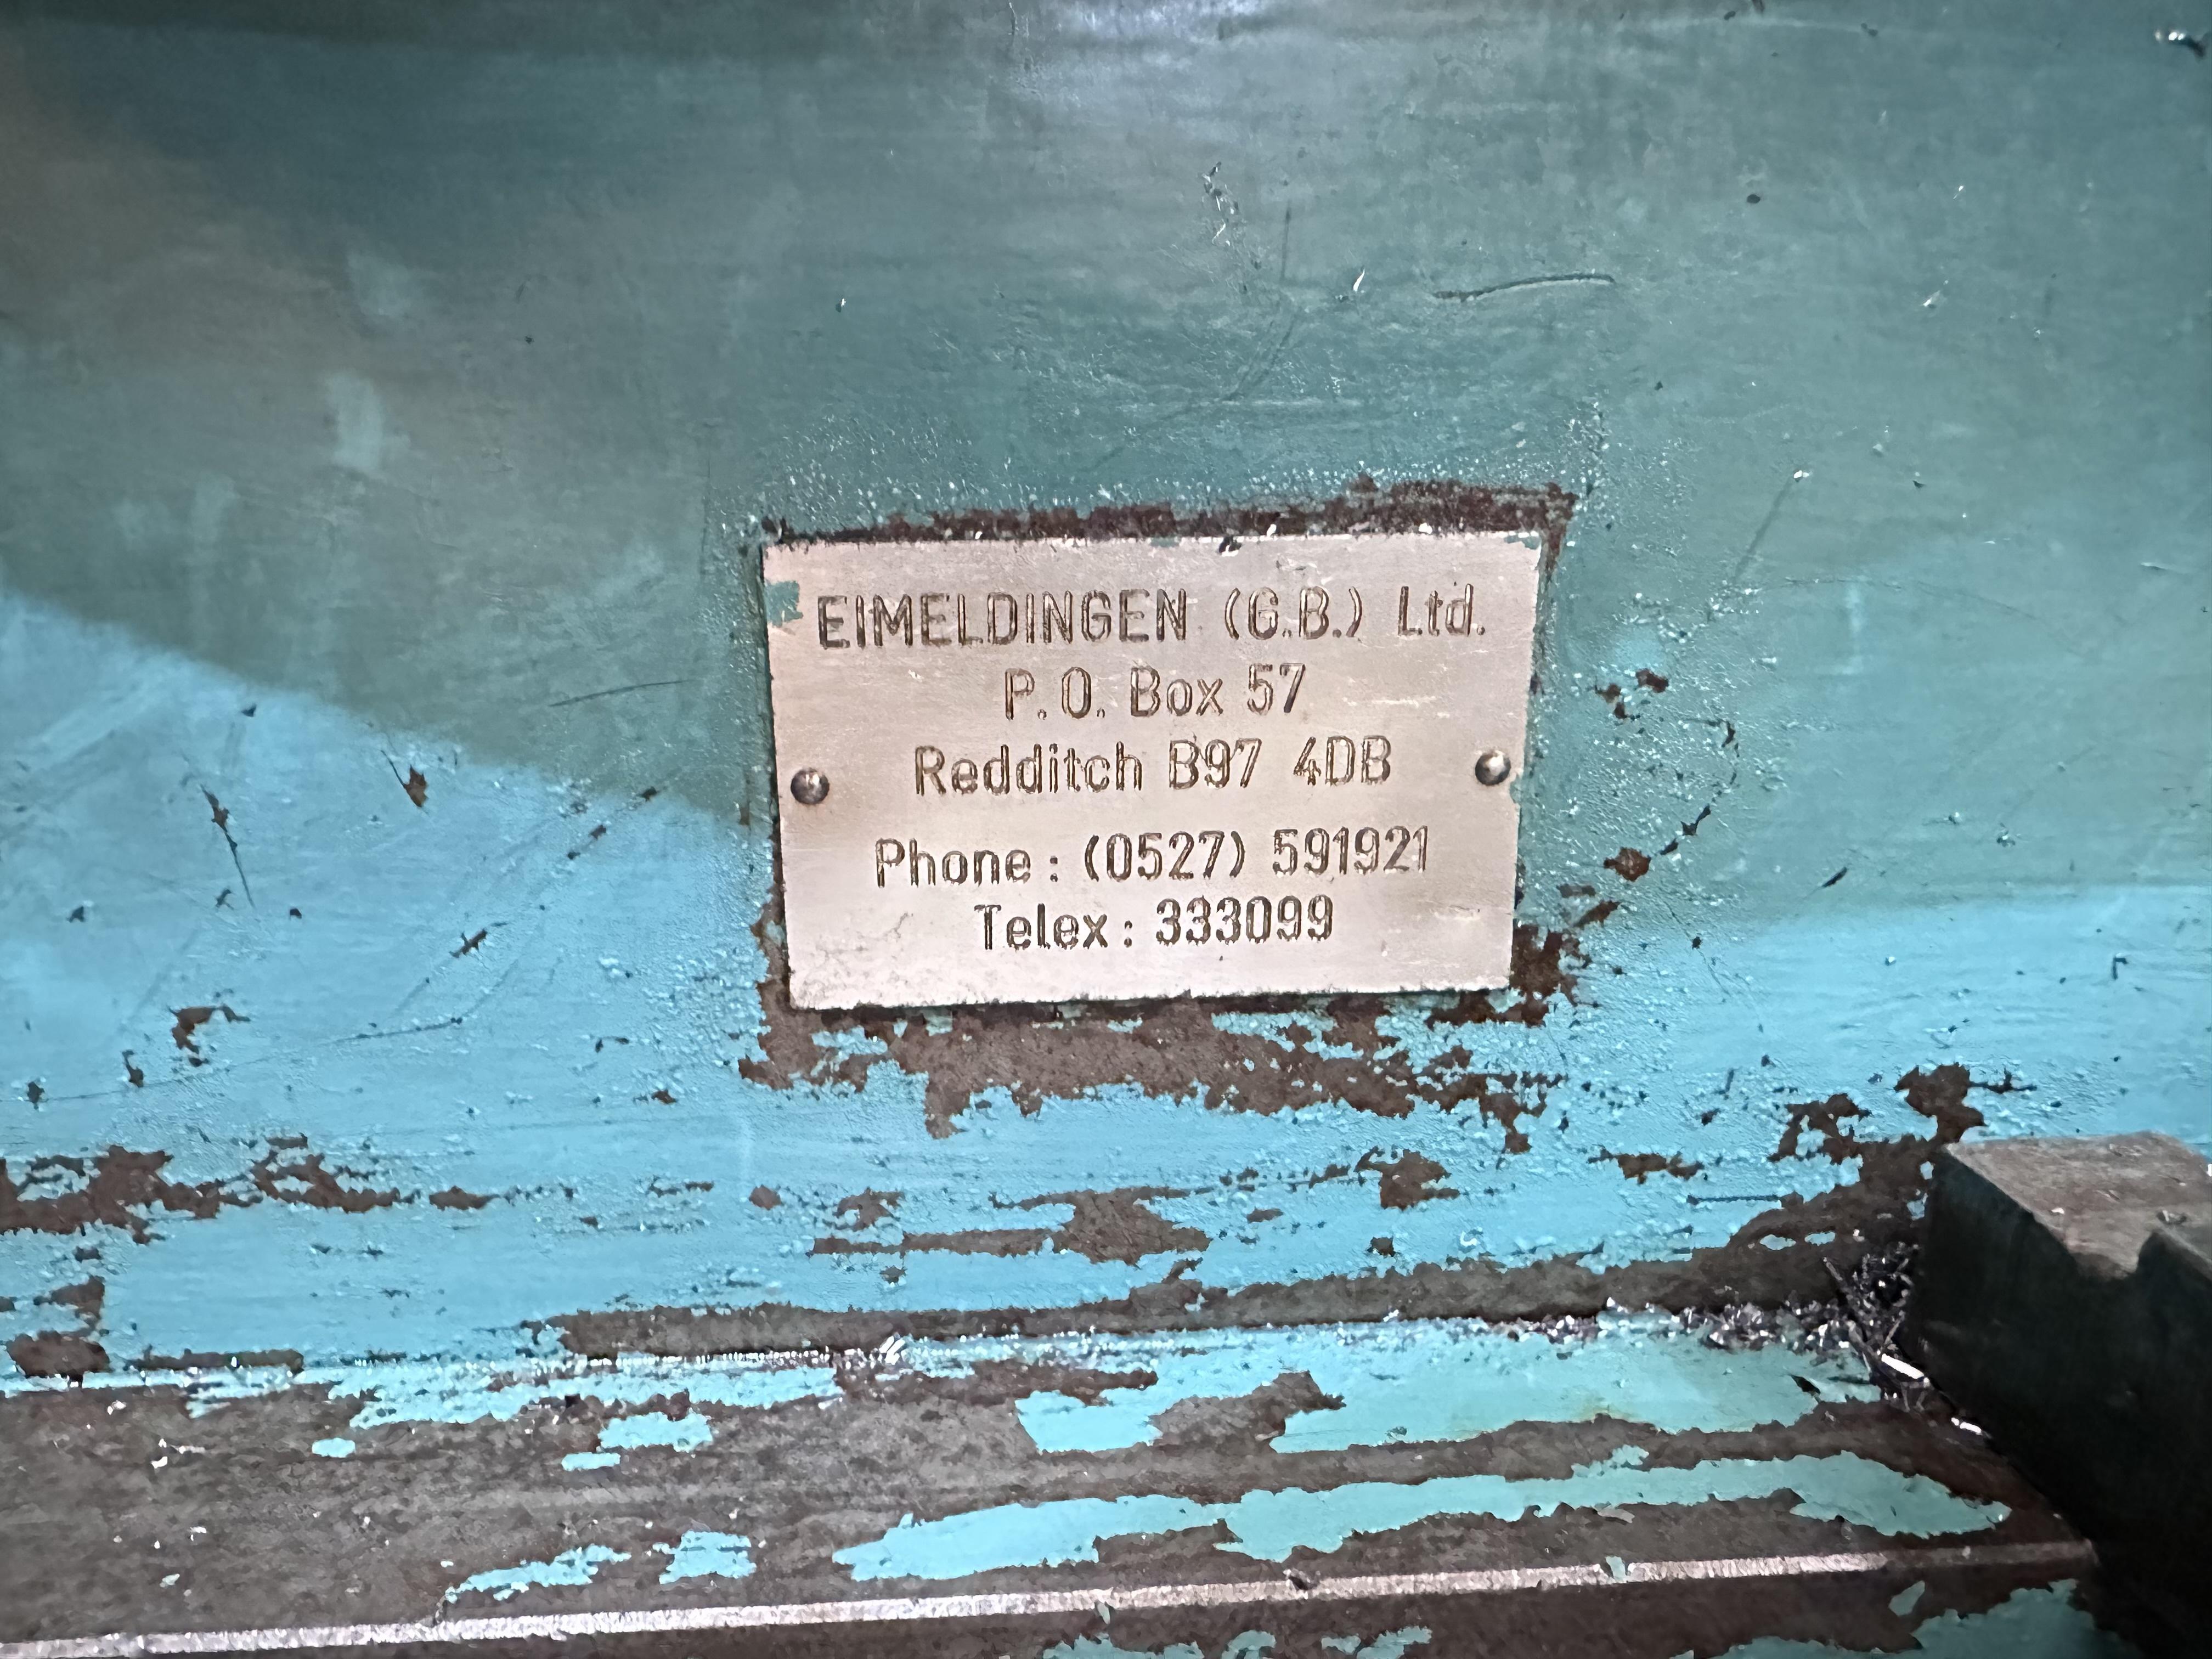 EIMELDINGEN (G.B.) Ltd.
P.O. Box 57
Redditch B97 4DB
Phone: (0527) 591921
Telex: 333099